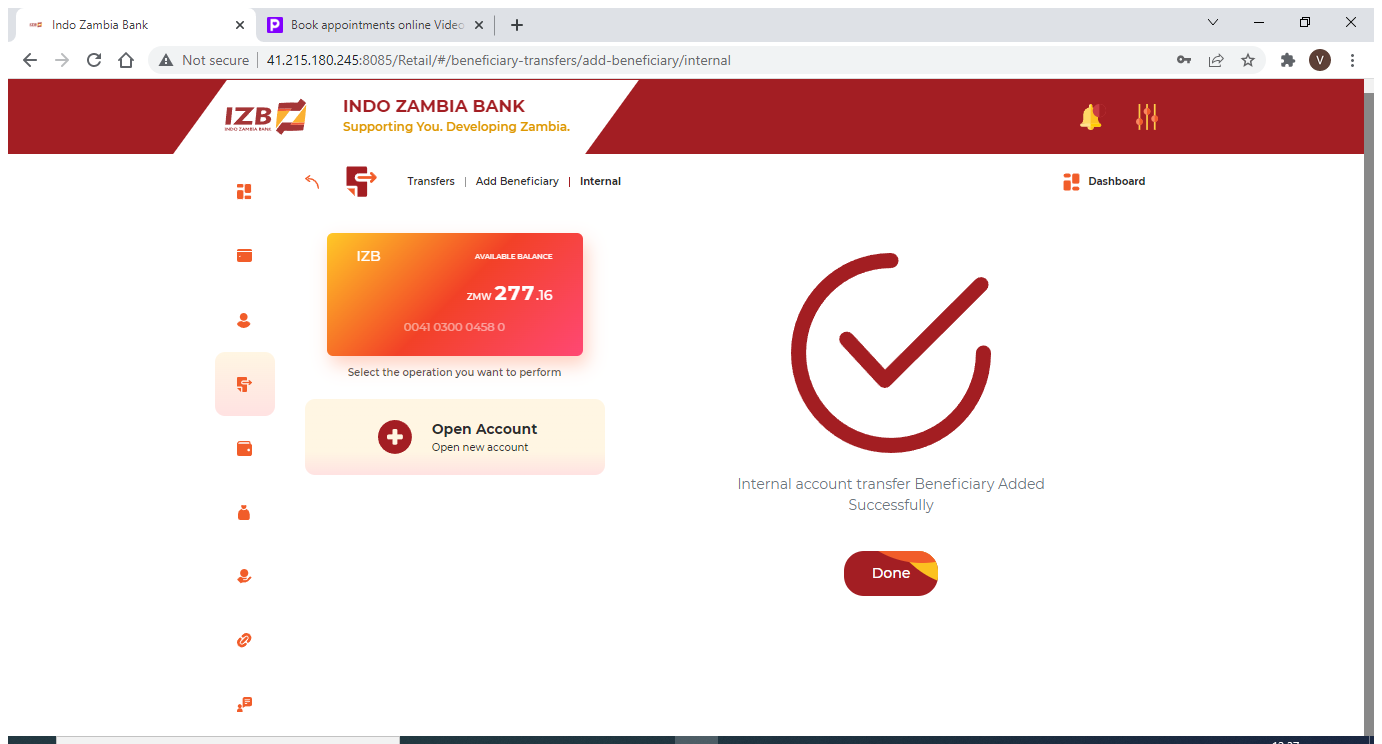 Indo Zambia Bank
Book appointments online Video
Not secure
41.215.180.245:8085/Retail/#/beneficiary-transfers/add-beneficiary/internal
V
IZB
INDO ZAMBIA BANK
INDO ZAMBIA BANK
Supporting You. Developing Zambia.
Transfers | Add Beneficiary | Internal
Dashboard
IZB
AVAILABLE BALANCE
ZMW 277.16
0041 0300 0458 0
Select the operation you want to perform
Open Account
Open new account
Internal account transfer Beneficiary Added
Successfully
Done